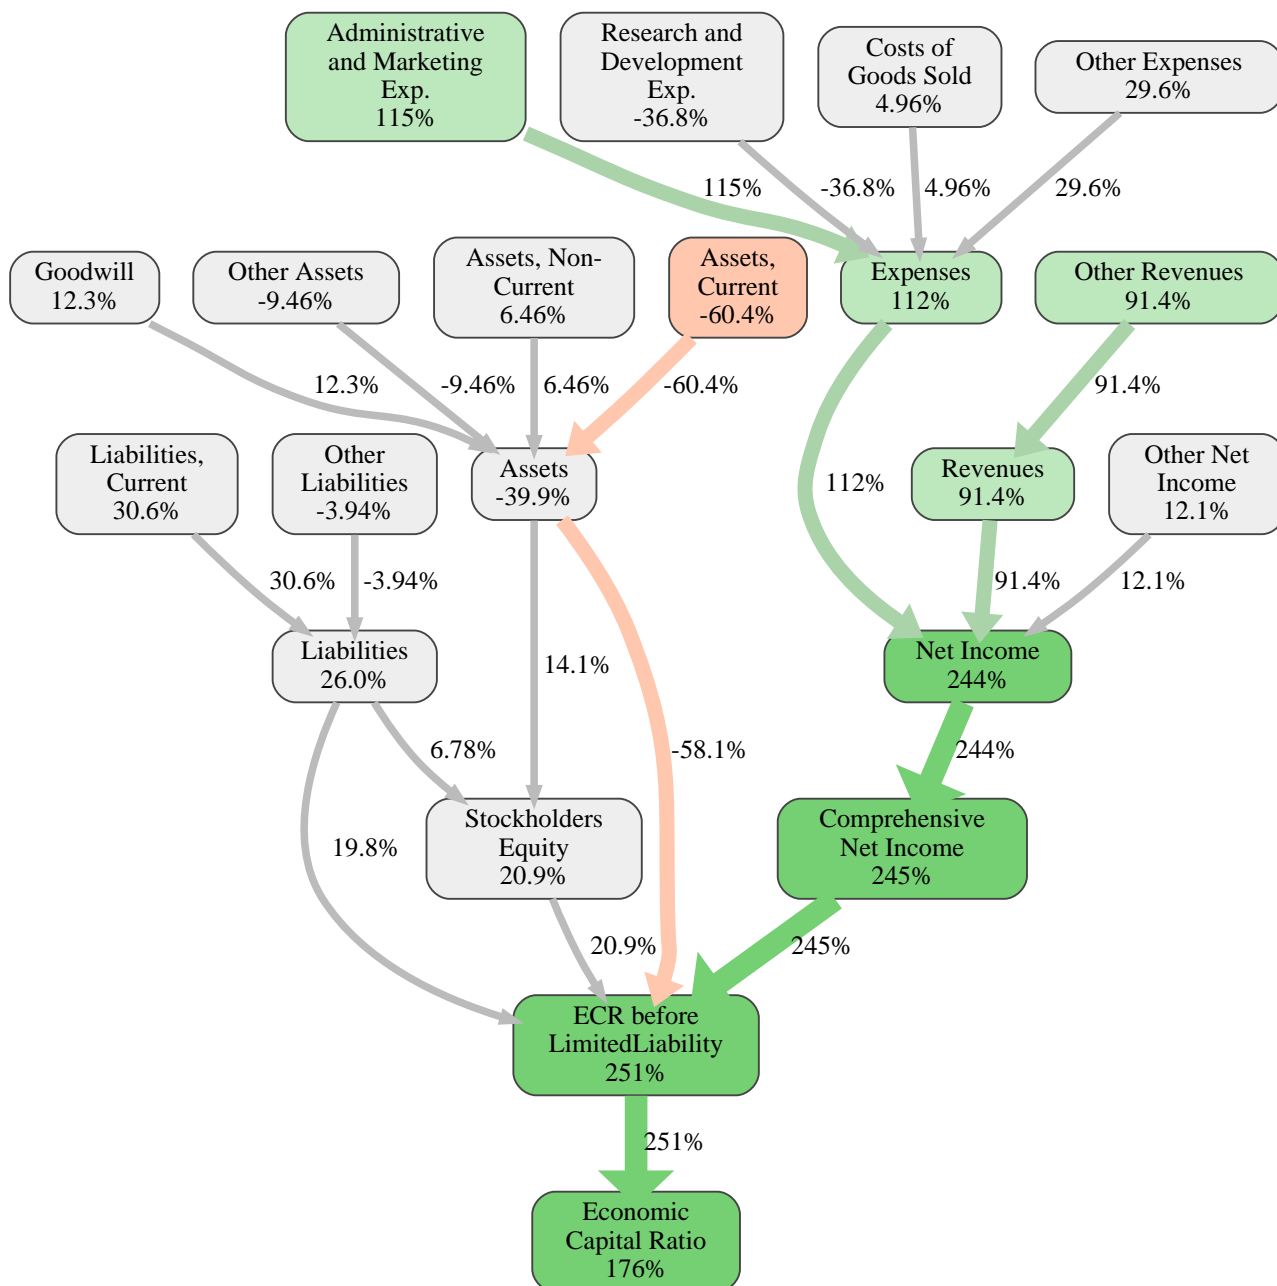 Administrative
and Marketing
Exp.
115%
Research and
Development
Exp.
-36.8%
Costs of
Goods Sold
4.96%
Other Expenses
29.6%
115%
-36.8%
4.96%
29.6%
Goodwill
12.3%
Other Assets
-9.46%
Assets, Non-
Current
6.46%
Assets,
Current
-60.4%
Expenses
112%
Other Revenues
91.4%
12.3%
-9.46%
6.46%
-60.4%
91.4%
Liabilities,
Current
30.6%
Other
Liabilities
-3.94%
Assets
-39.9%
112%
Revenues
91.4%
Other Net
Income
12.1%
30.6%
-3.94%
91.4%
12.1%
Liabilities
26.0%
14.1%
Net Income
244%
6.78%
-58.1%
244%
19.8%
Stockholders
Equity
20.9%
Comprehensive
Net Income
245%
20.9%
245%
ECR before
LimitedLiability
251%
251%
Economic
Capital Ratio
176%